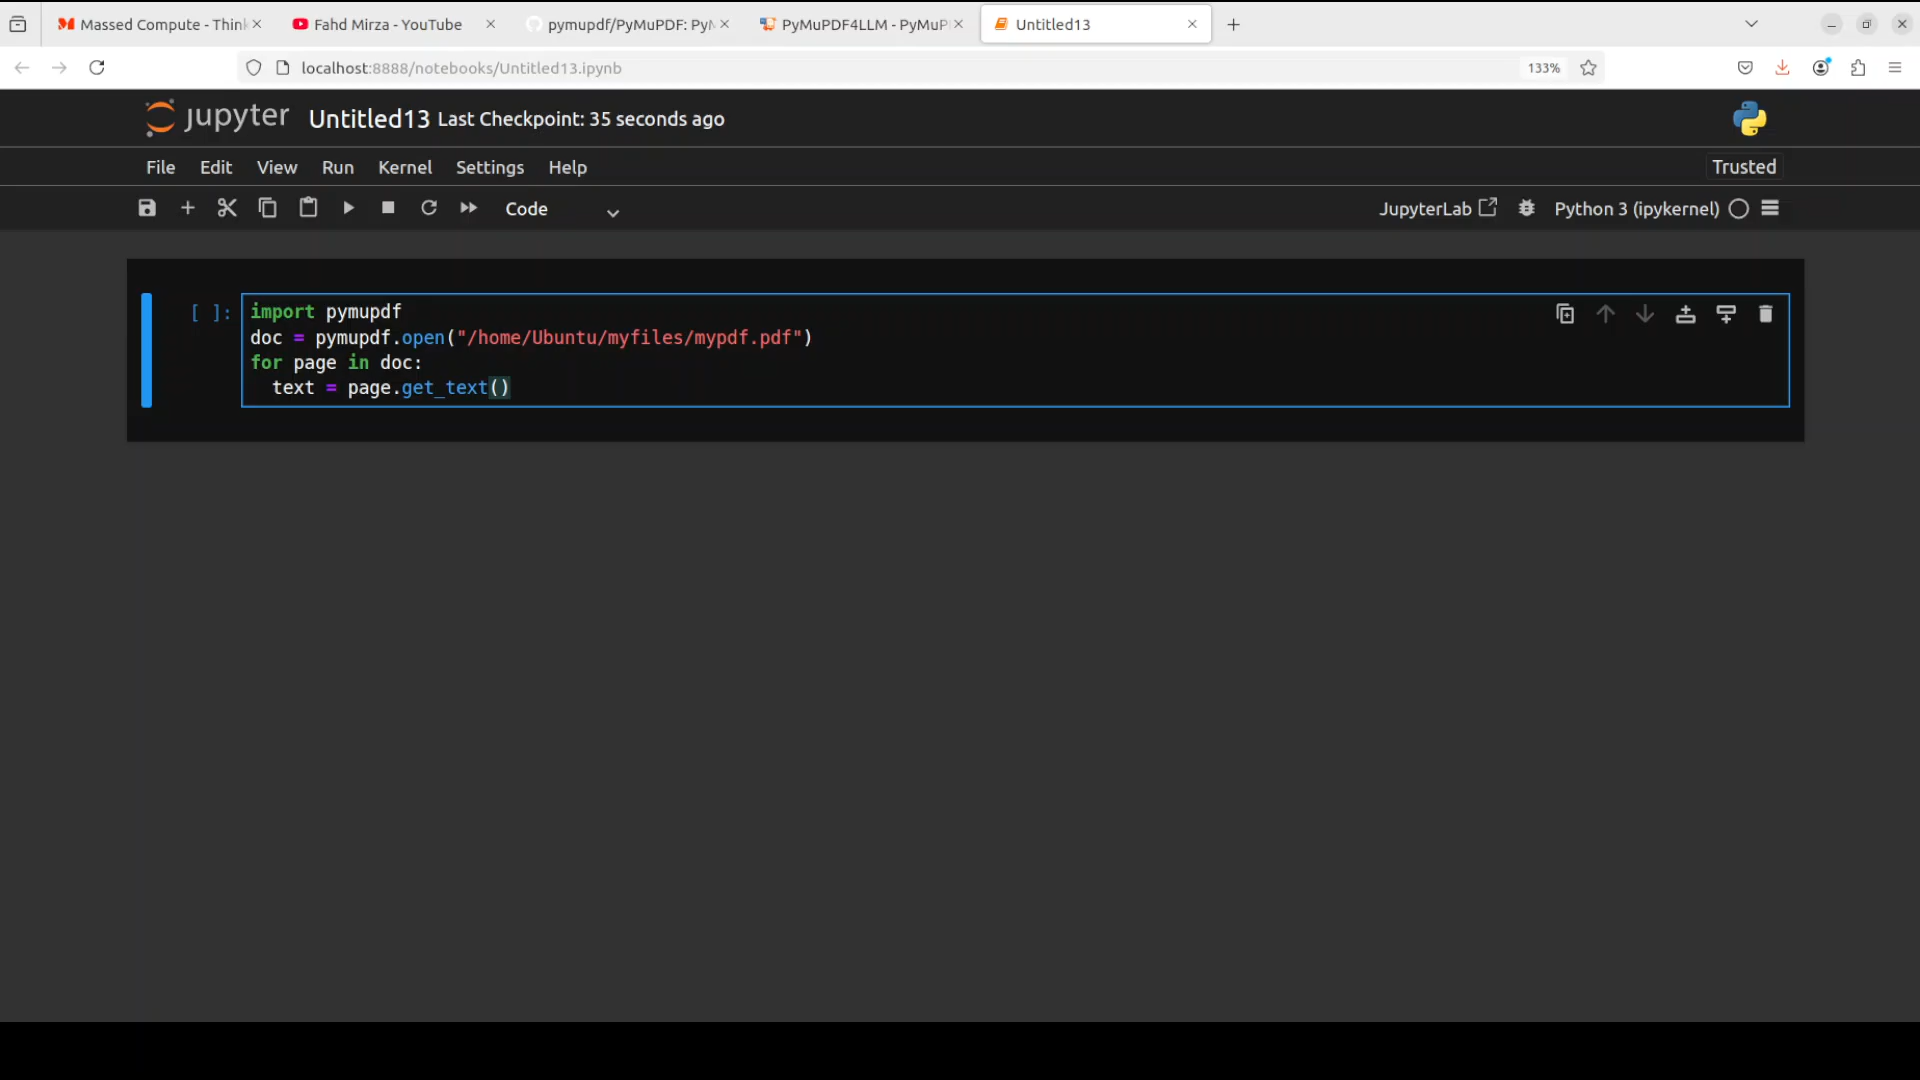 Massed Compute - Think
Fahd Mirza - YouTube
pymupdf/PyMuPDF: PyM
PyMuPDF4LLM - PyMuP
Untitled13
localhost:8888/notebooks/Untitled13.ipynb
133%
jupyter
Untitled13 Last Checkpoint: 35 seconds ago
File Edit View Run Kernel Settings Help
Trusted
Code
JupyterLab
Python 3 (ipykernel)
[ ]:
import pymupdf
doc = pymupdf.open("/home/Ubuntu/myfiles/mypdf.pdf")
for page in doc:
  text = page.get_text()